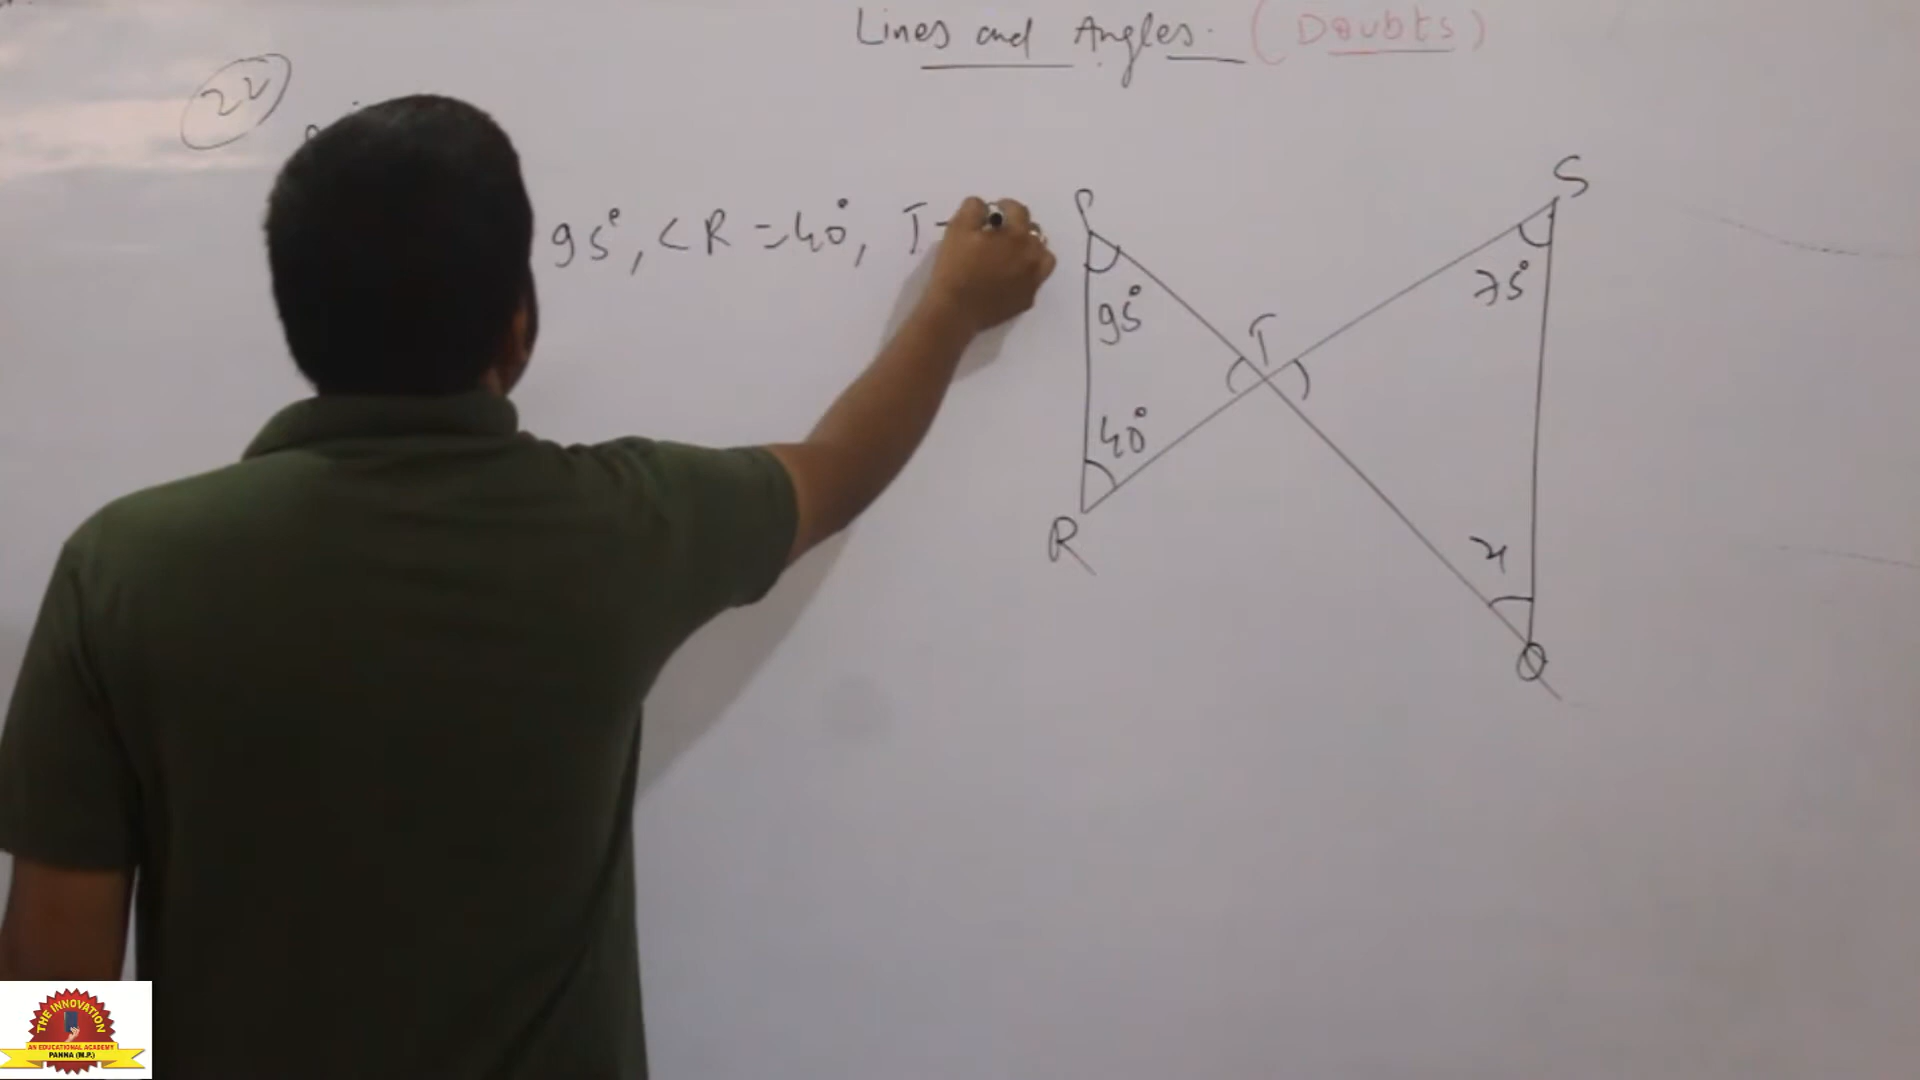 Lines and Angles. (Doubts)
22
95°, <R = 40°, T
P
S
95°
75°
T
40°
R
x
Q
THE INNOVATION
AN EDUCATIONAL ACADEMY
PANNA (M.P.)